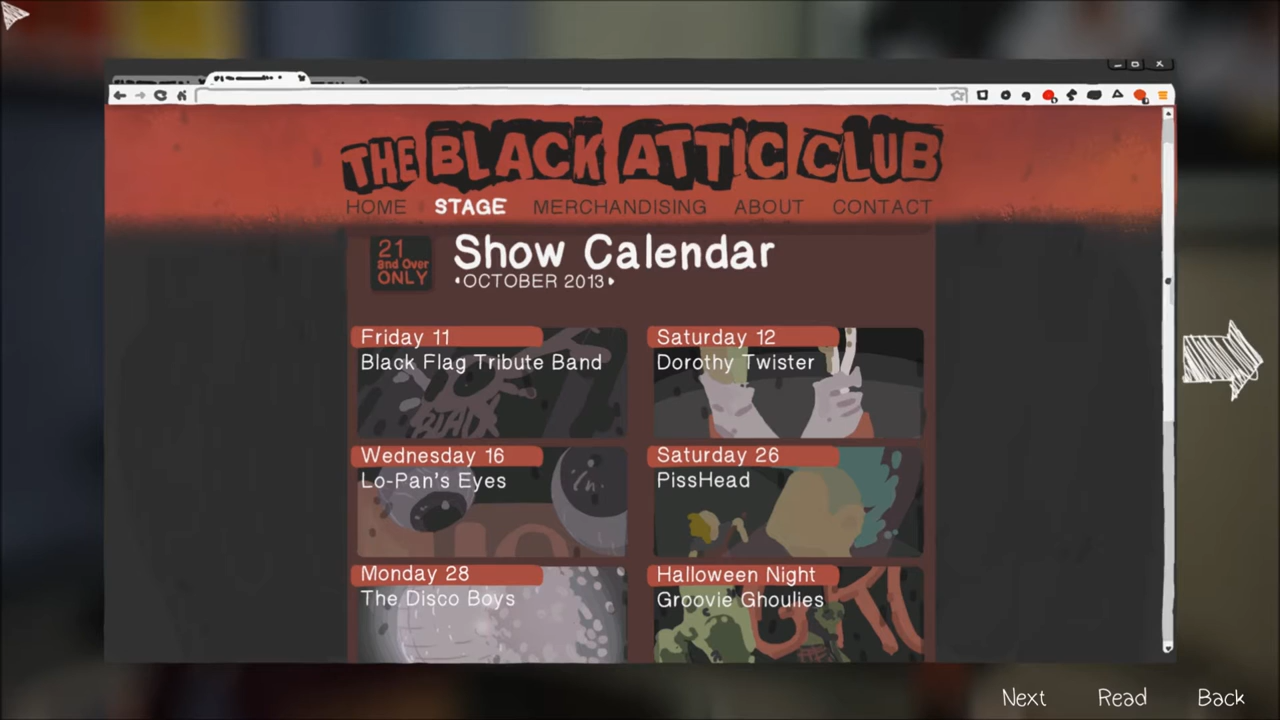 THE BLACK ATTIC CLUB
HOME STAGE MERCHANDISING ABOUT CONTACT
21
and Over
ONLY
Show Calendar
OCTOBER 2013
Friday 11
Black Flag Tribute Band
Saturday 12
Dorothy Twister
Wednesday 16
Lo-Pan's Eyes
Saturday 26
PissHead
Monday 28
The Disco Boys
Halloween Night
Groovie Ghoulies
Next Read Back